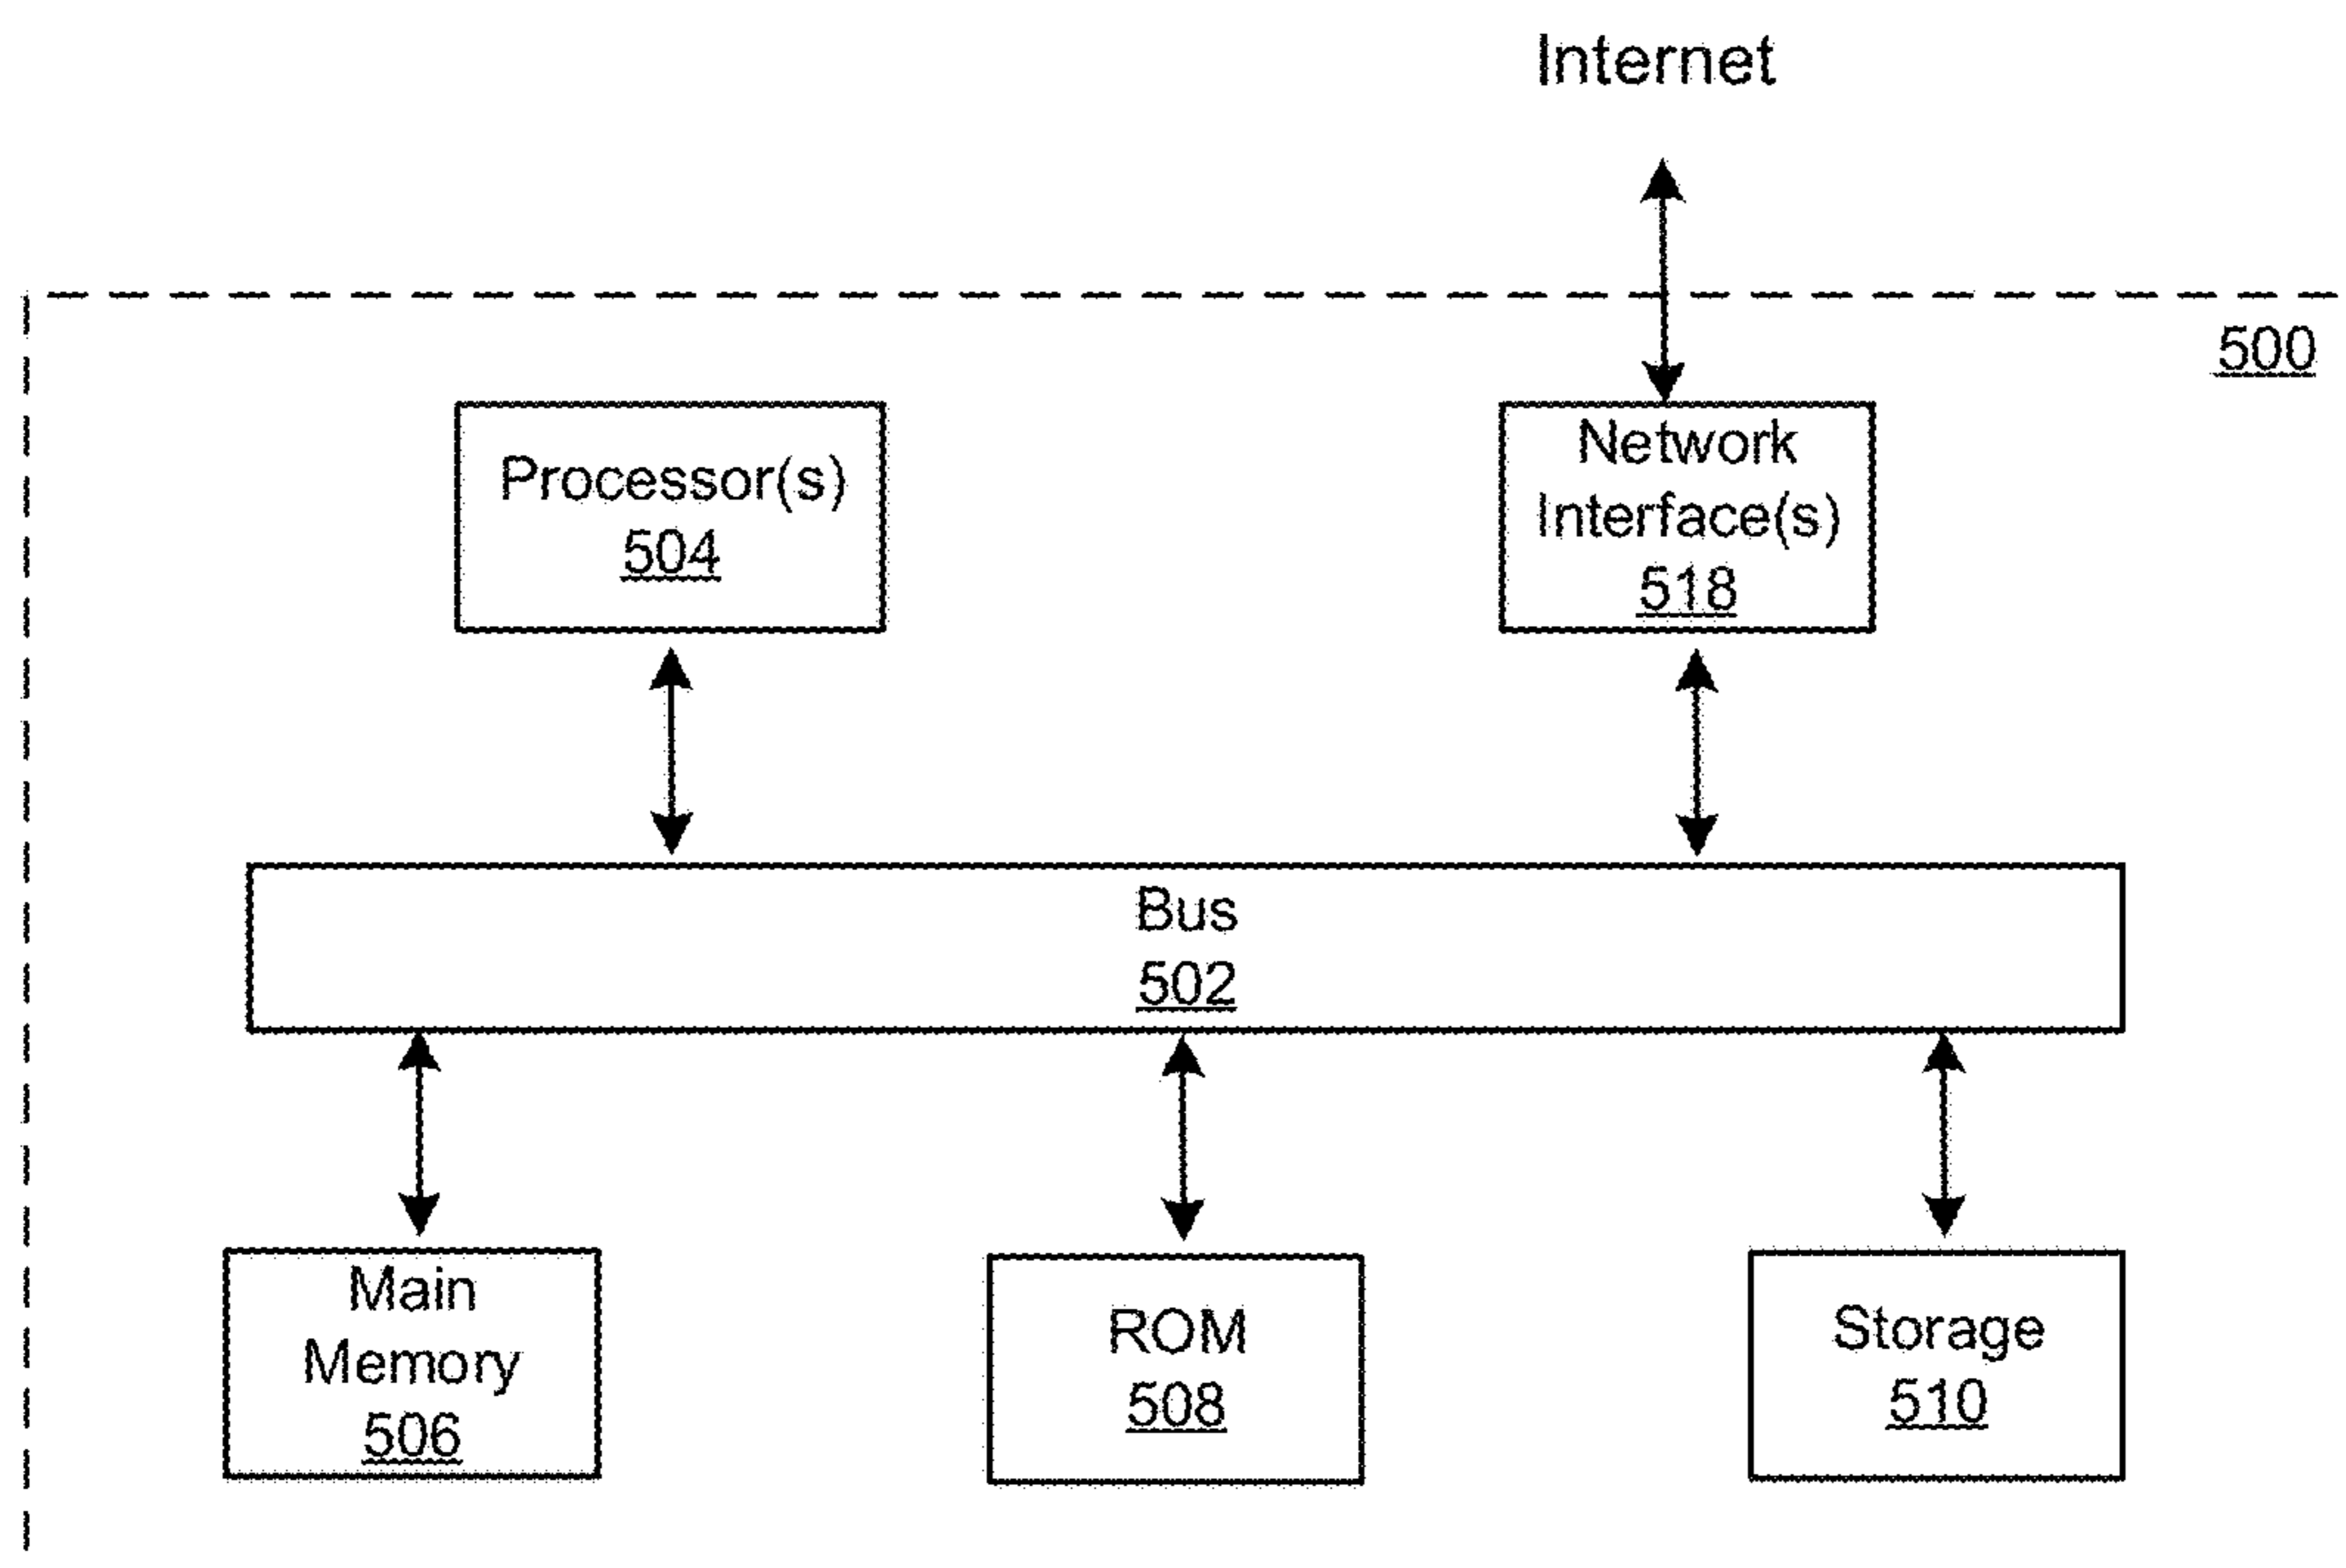 Internet
500
Processor(s)
504
Network
Interface(s)
518
Bus
502
Main
Memory
506
ROM
508
Storage
510